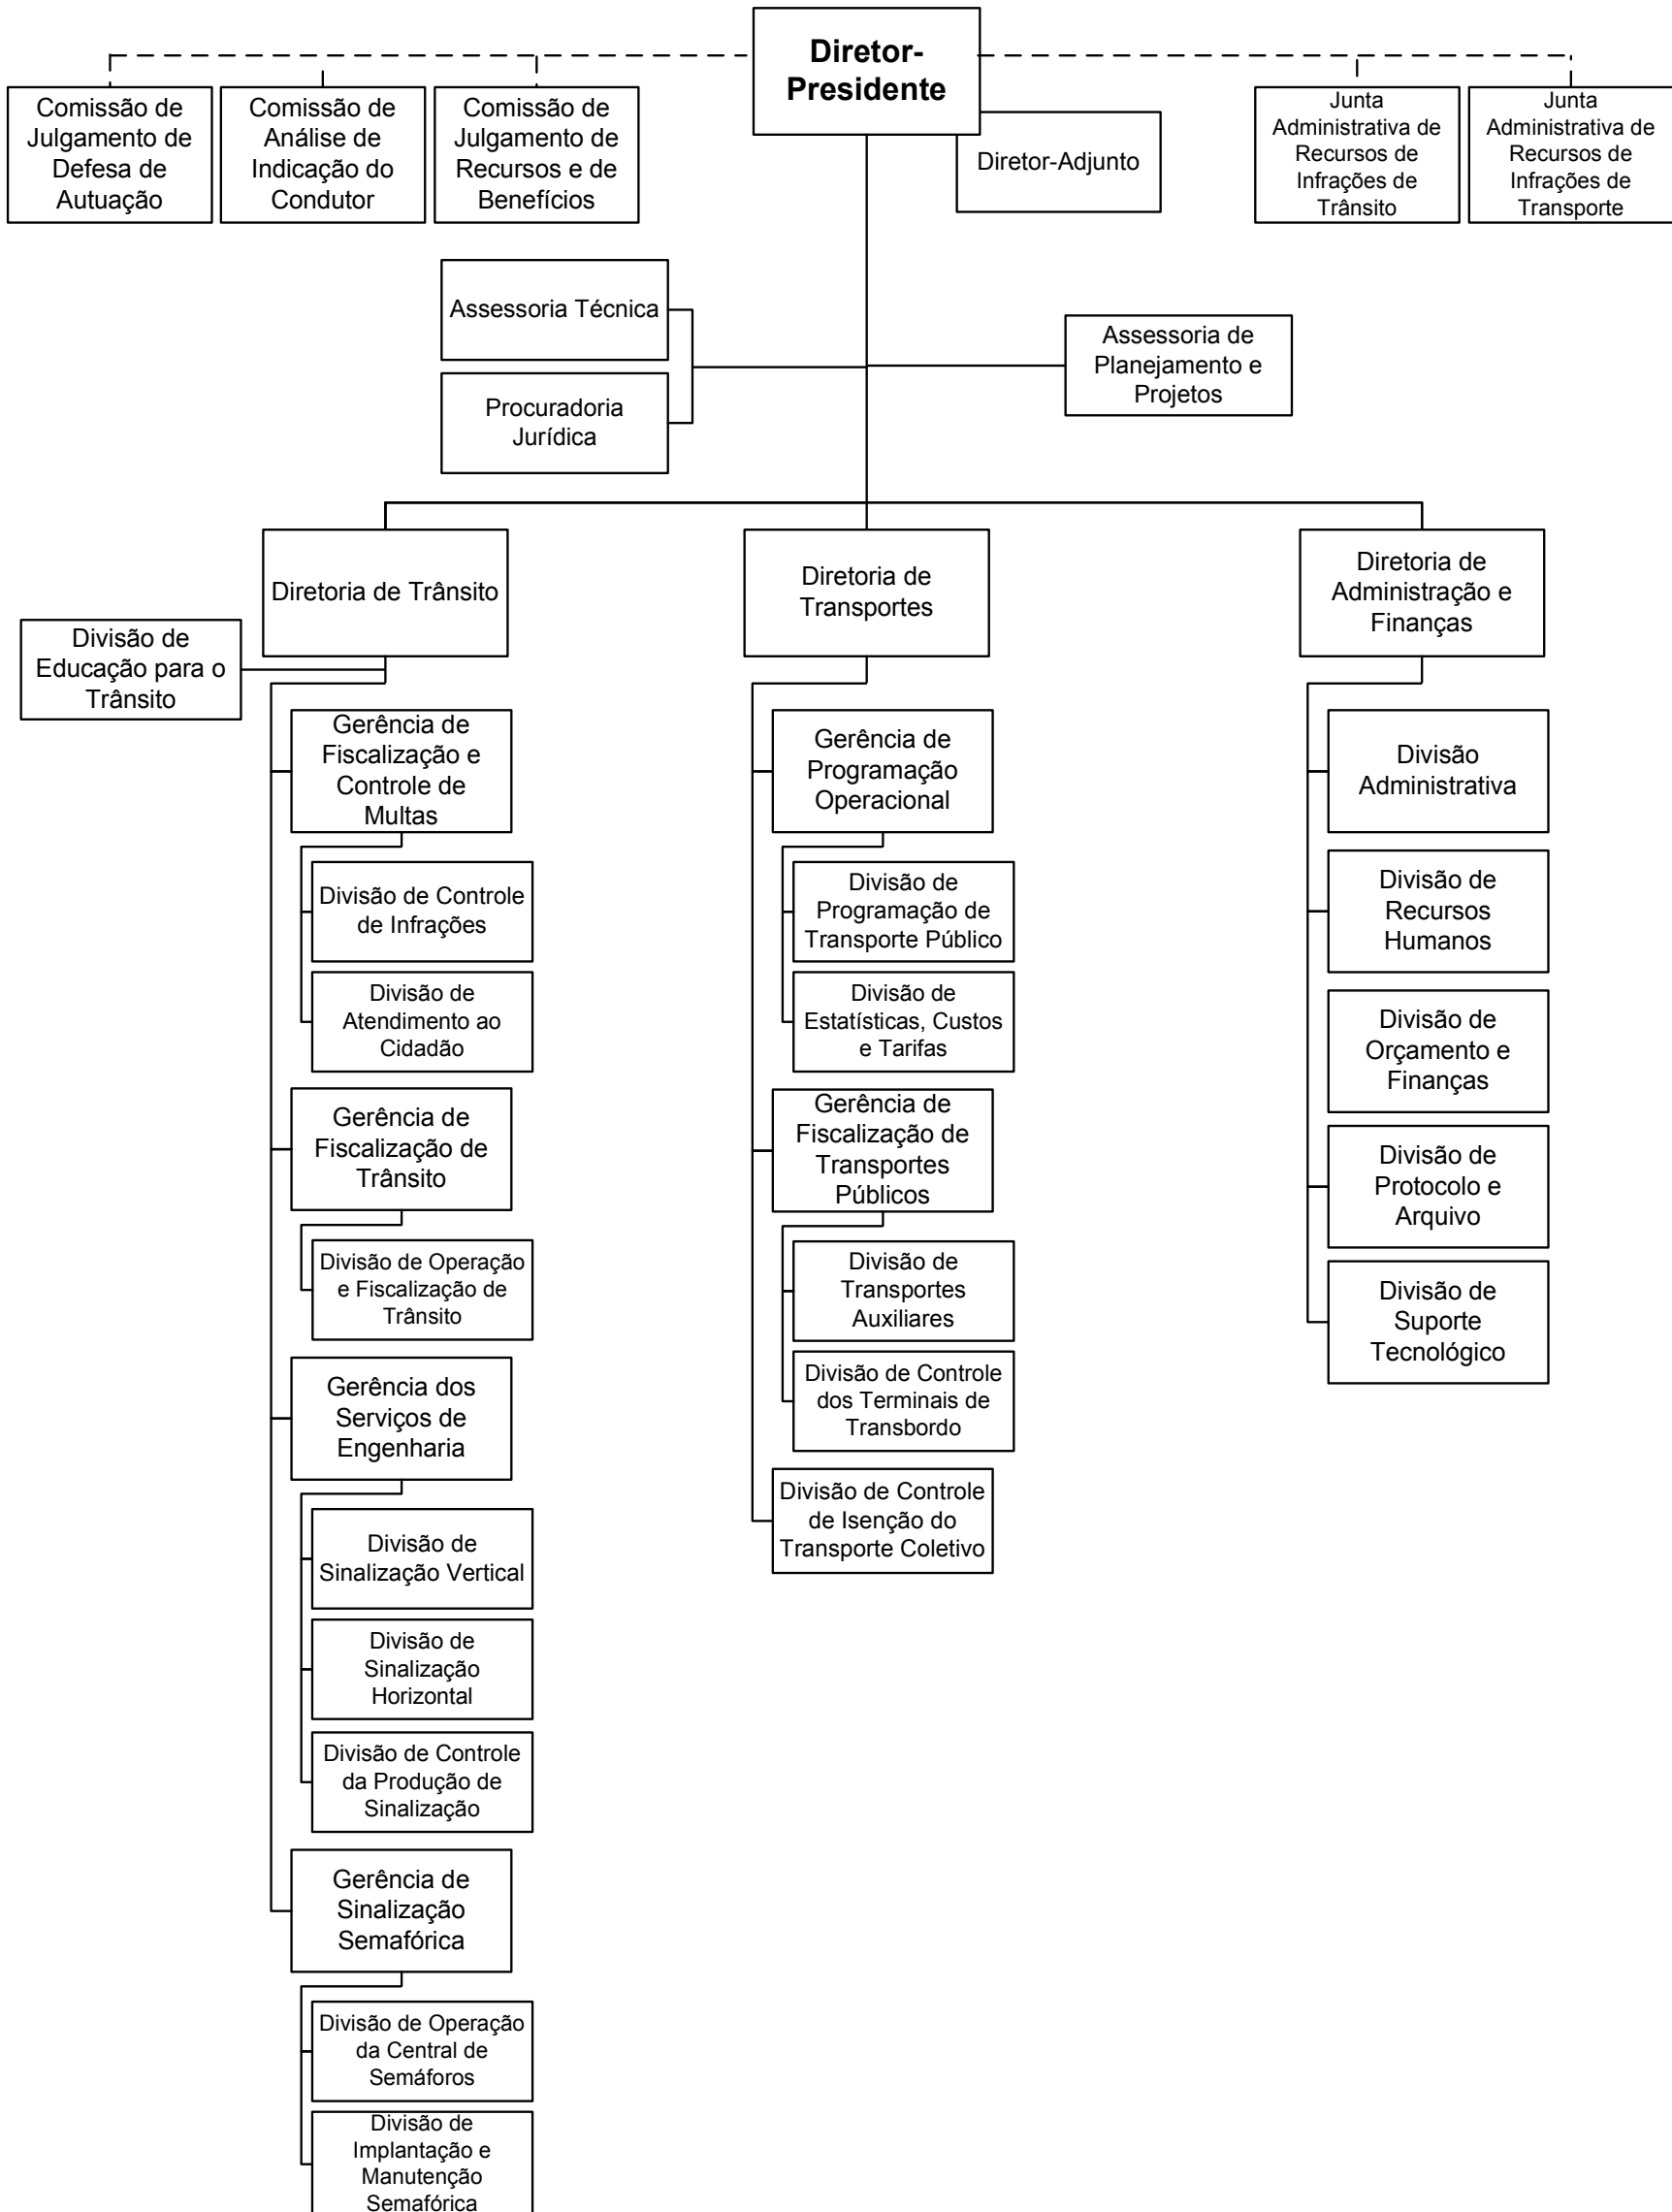 Diretor-
Presidente
Comissão de
Julgamento de
Defesa de
Autuação
Comissão de
Análise de
Indicação do
Condutor
Comissão de
Julgamento de
Recursos e de
Benefícios
Diretor-Adjunto
Junta
Administrativa de
Recursos de
Infrações de
Trânsito
Junta
Administrativa de
Recursos de
Infrações de
Transporte
Assessoria Técnica
Procuradoria
Jurídica
Assessoria de
Planejamento e
Projetos
Diretoria de Trânsito
Divisão de
Educação para o
Trânsito
Gerência de
Fiscalização e
Controle de
Multas
Divisão de Controle
de Infrações
Divisão de
Atendimento ao
Cidadão
Gerência de
Fiscalização de
Trânsito
Divisão de Operação
e Fiscalização de
Trânsito
Gerência dos
Serviços de
Engenharia
Divisão de
Sinalização Vertical
Divisão de
Sinalização
Horizontal
Divisão de Controle
da Produção de
Sinalização
Gerência de
Sinalização
Semafórica
Divisão de Operação
da Central de
Semáforos
Divisão de
Implantação e
Manutenção
Semafórica
Diretoria de
Transportes
Gerência de
Programação
Operacional
Divisão de
Programação de
Transporte Público
Divisão de
Estatísticas, Custos
e Tarifas
Gerência de
Fiscalização de
Transportes
Públicos
Divisão de
Transportes
Auxiliares
Divisão de Controle
dos Terminais de
Transbordo
Divisão de Controle
de Isenção do
Transporte Coletivo
Diretoria de
Administração e
Finanças
Divisão
Administrativa
Divisão de
Recursos
Humanos
Divisão de
Orçamento e
Finanças
Divisão de
Protocolo e
Arquivo
Divisão de
Suporte
Tecnológico